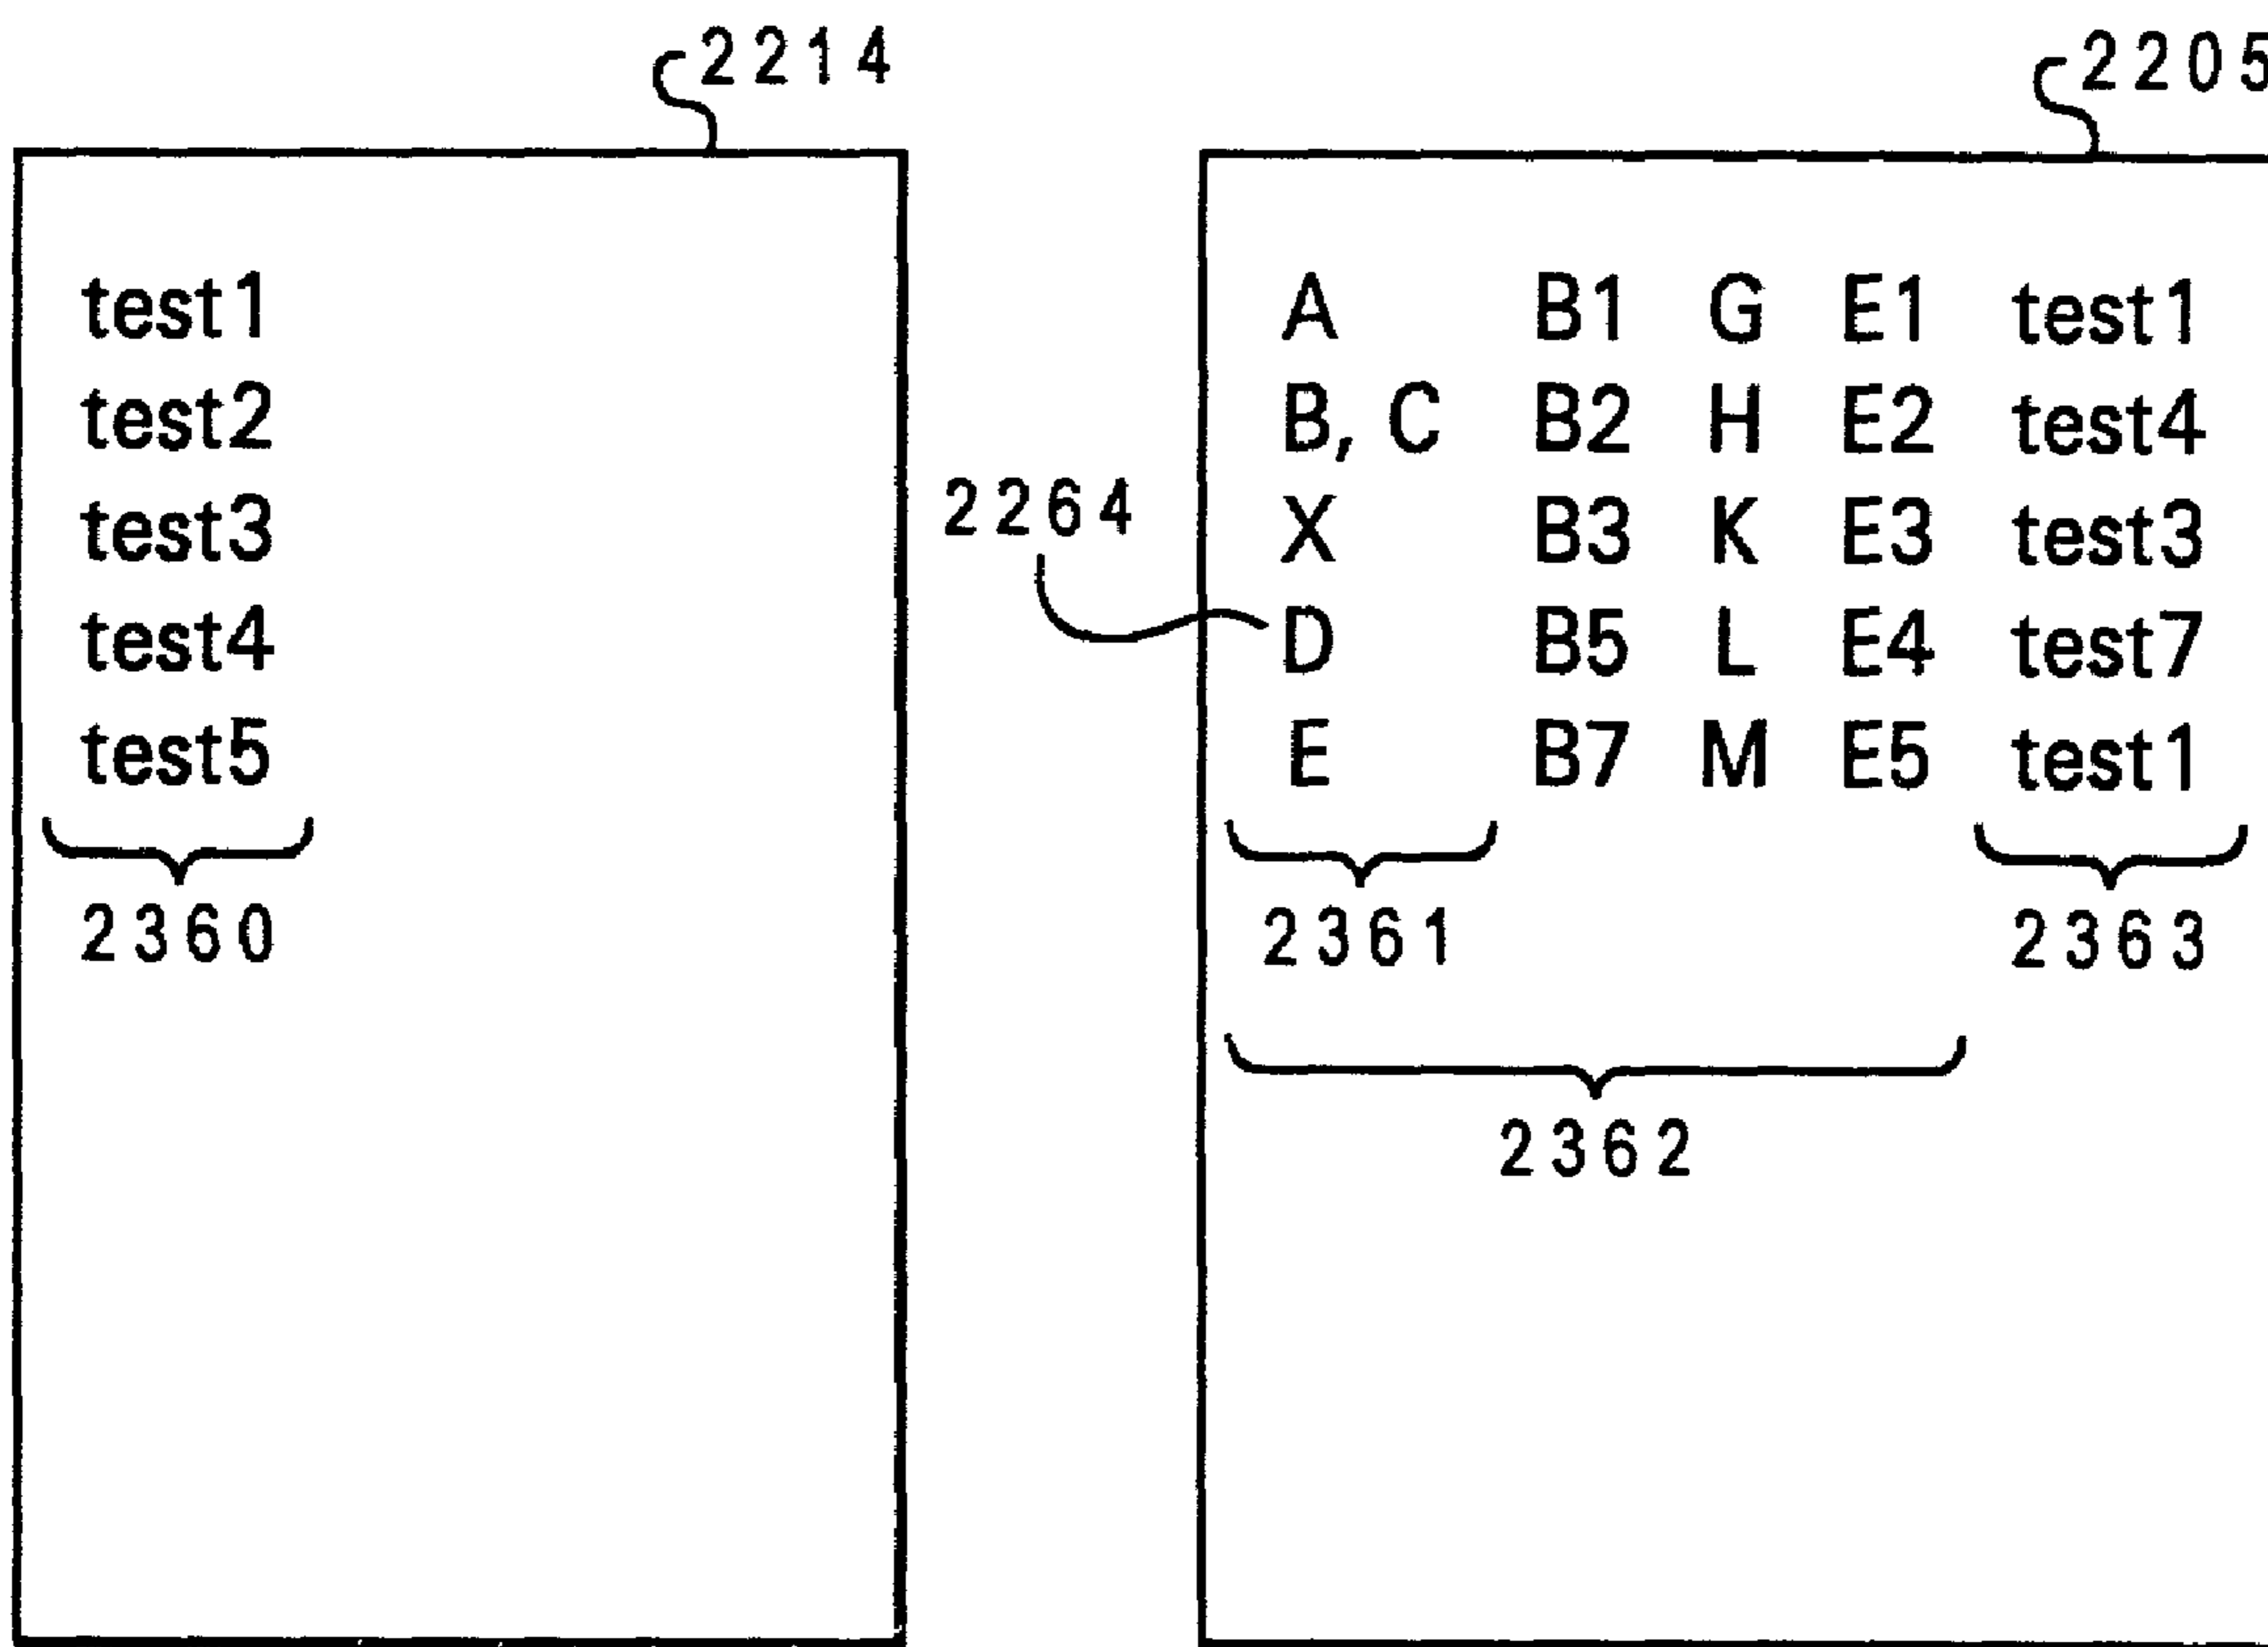 2214
2205
test1
test2
test3
test4
test5
2360
2264
A B1 G E1 test1
B, C B2 H E2 test4
X B3 K E3 test3
D B5 L E4 test7
E B7 M E5 test1
2361
2363
2362